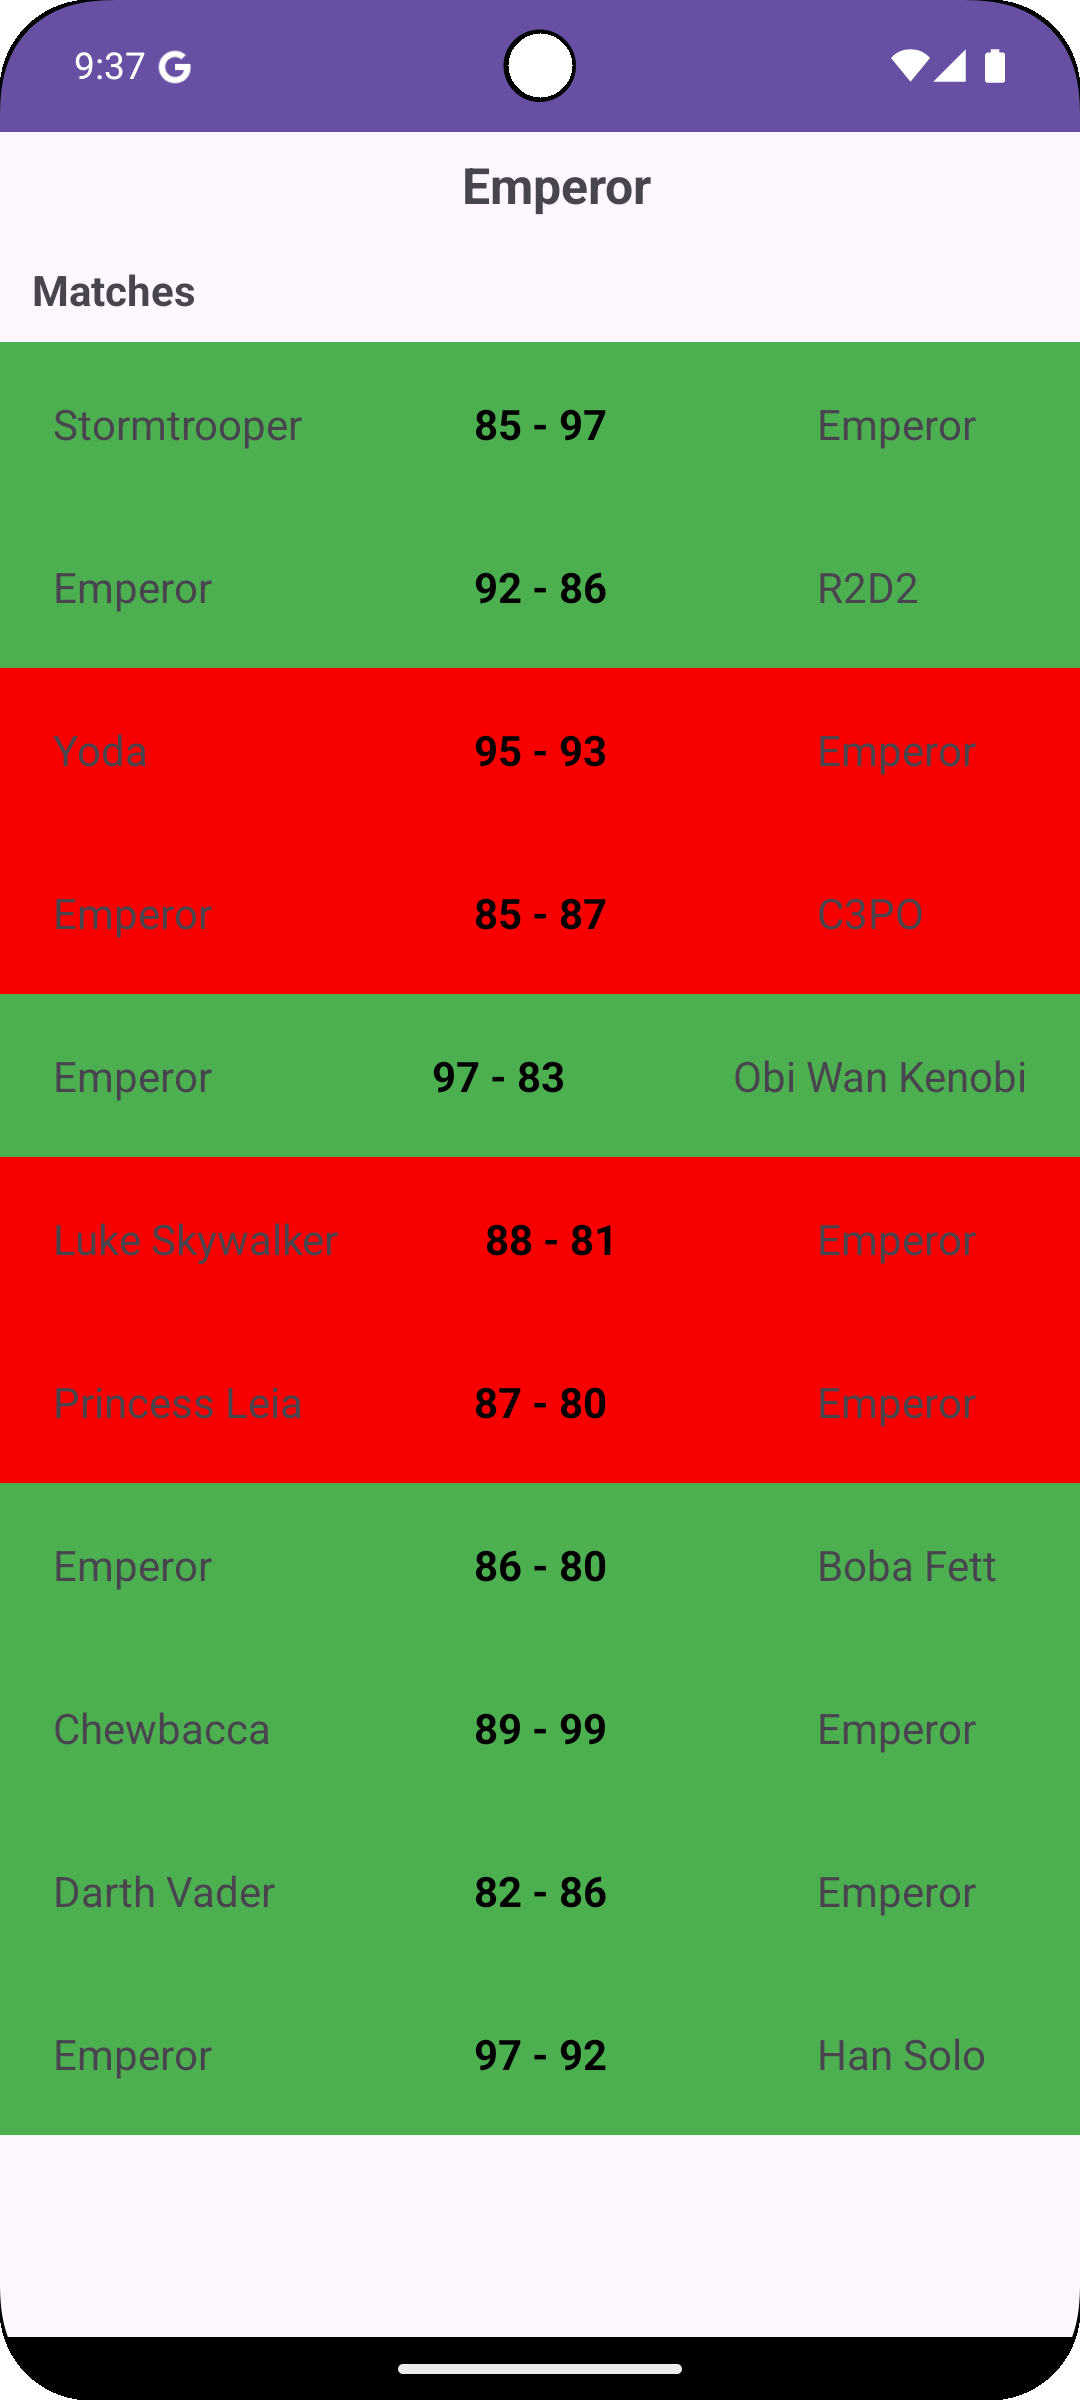 9:37
Emperor
Matches
Stormtrooper 85 - 97 Emperor
Emperor 92 - 86 R2D2
Yoda 95 - 93 Emperor
Emperor 85 - 87 C3PO
Emperor 97 - 83 Obi Wan Kenobi
Luke Skywalker 88 - 81 Emperor
Princess Leia 87 - 80 Emperor
Emperor 86 - 80 Boba Fett
Chewbacca 89 - 99 Emperor
Darth Vader 82 - 86 Emperor
Emperor 97 - 92 Han Solo